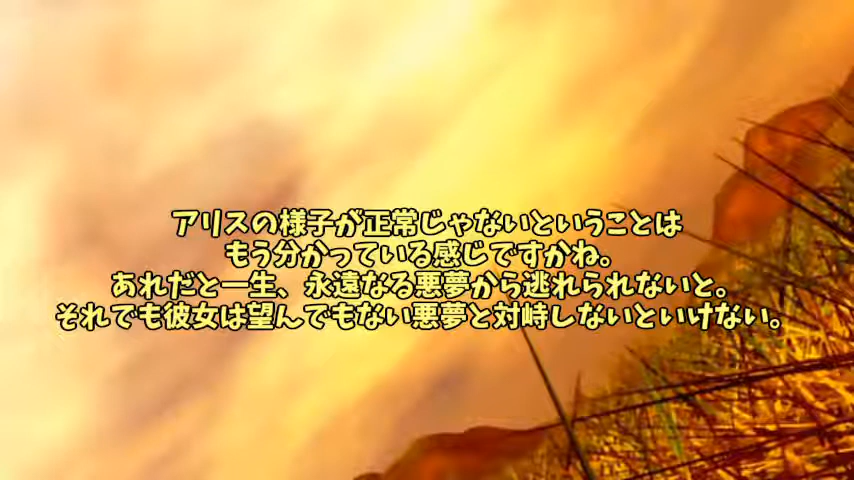 アリスの様子が正常じゃないということは
もう分かっている感じですかね。
あれだと一生、永遠なる悪夢から逃れられないと。
それでも彼女は望んでもない悪夢と対峙しないといけない。